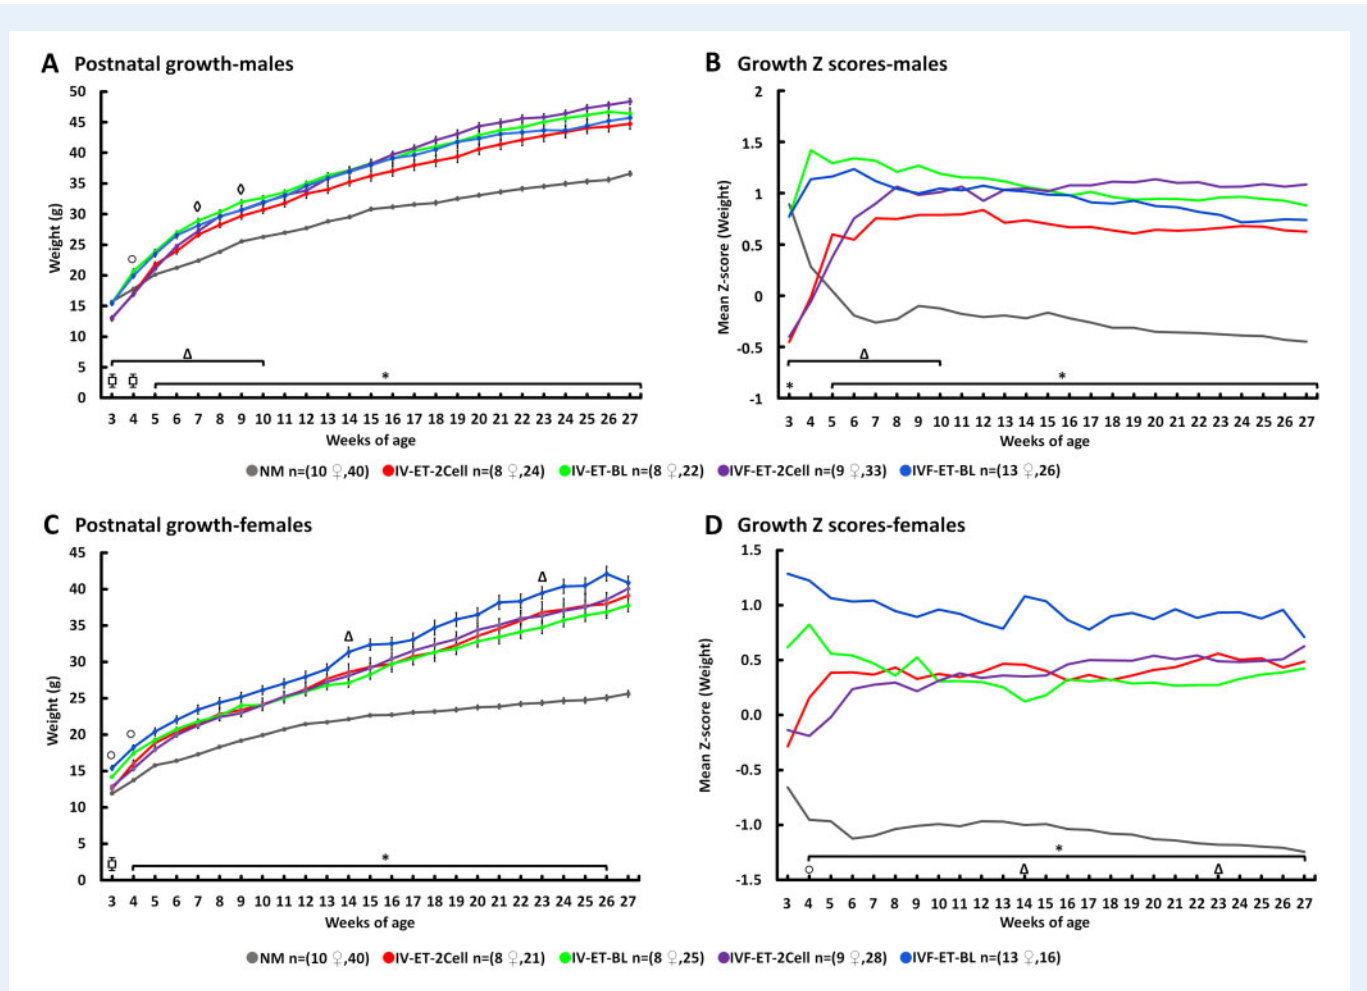 A Postnatal growth-males
50
45
40
35
30
25
20
15
10
5
0
Weight (g)
○
◊
◊
Δ
*
3 4 5 6 7 8 9 10 11 12 13 14 15 16 17 18 19 20 21 22 23 24 25 26 27
Weeks of age
B Growth Z scores-males
2
1.5
1
0.5
0
-0.5
-1
Mean Z-score (Weight)
Δ
*
*
3 4 5 6 7 8 9 10 11 12 13 14 15 16 17 18 19 20 21 22 23 24 25 26 27
Weeks of age
NM n=(10 ♀,40) IV-ET-2Cell n=(8 ♀,24) IV-ET-BL n=(8 ♀,22) IVF-ET-2Cell n=(9 ♀,33) IVF-ET-BL n=(13 ♀,26)
C Postnatal growth-females
45
40
35
30
25
20
15
10
5
0
Weight (g)
○
○
Δ
Δ
*
3 4 5 6 7 8 9 10 11 12 13 14 15 16 17 18 19 20 21 22 23 24 25 26 27
Weeks of age
D Growth Z scores-females
1.5
1.0
0.5
0.0
-0.5
-1.0
-1.5
Mean Z-score (Weight)
*
○
Δ
Δ
3 4 5 6 7 8 9 10 11 12 13 14 15 16 17 18 19 20 21 22 23 24 25 26 27
Weeks of age
NM n=(10 ♀,40) IV-ET-2Cell n=(8 ♀,21) IV-ET-BL n=(8 ♀,25) IVF-ET-2Cell n=(9 ♀,28) IVF-ET-BL n=(13 ♀,16)